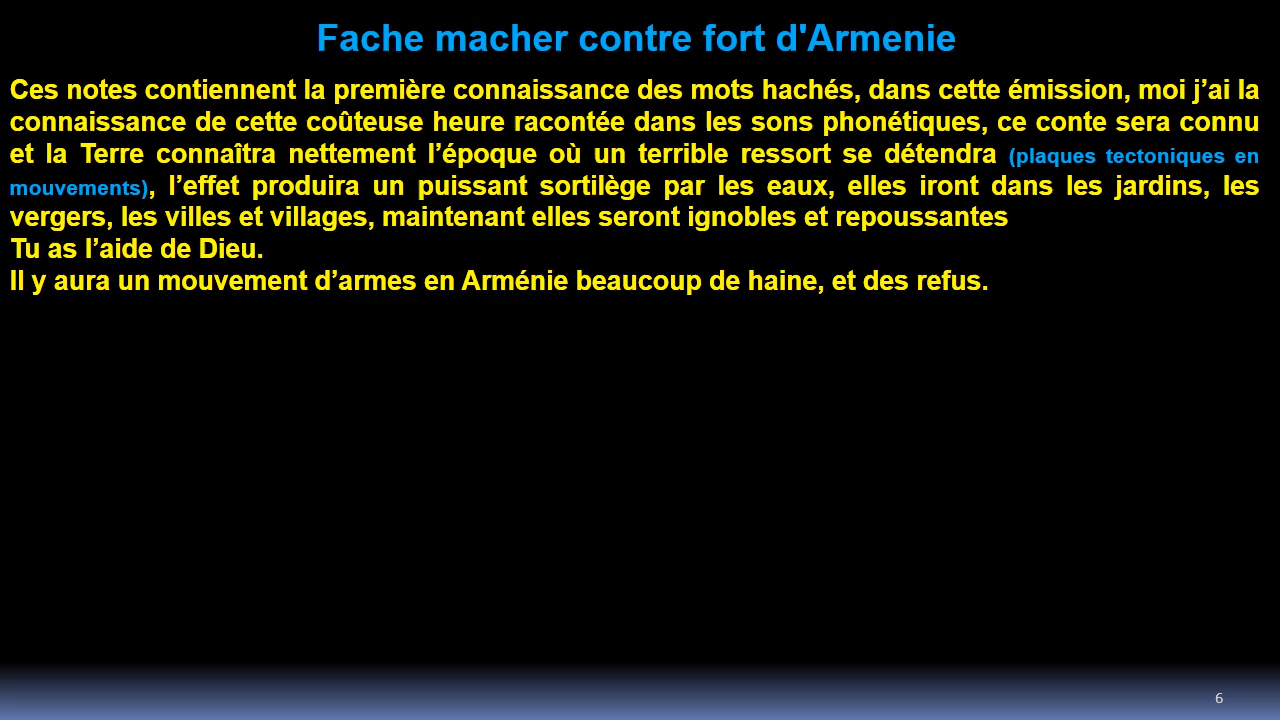 Fache macher contre fort d'Armenie
Ces notes contiennent la première connaissance des mots hachés, dans cette émission, moi j’ai la
connaissance de cette coûteuse heure racontée dans les sons phonétiques, ce conte sera connu
et la Terre connaîtra nettement l’époque où un terrible ressort se détendra (plaques tectoniques en
mouvements), l’effet produira un puissant sortilège par les eaux, elles iront dans les jardins, les
vergers, les villes et villages, maintenant elles seront ignobles et repoussantes
Tu as l’aide de Dieu.
Il y aura un mouvement d’armes en Arménie beaucoup de haine, et des refus.
6